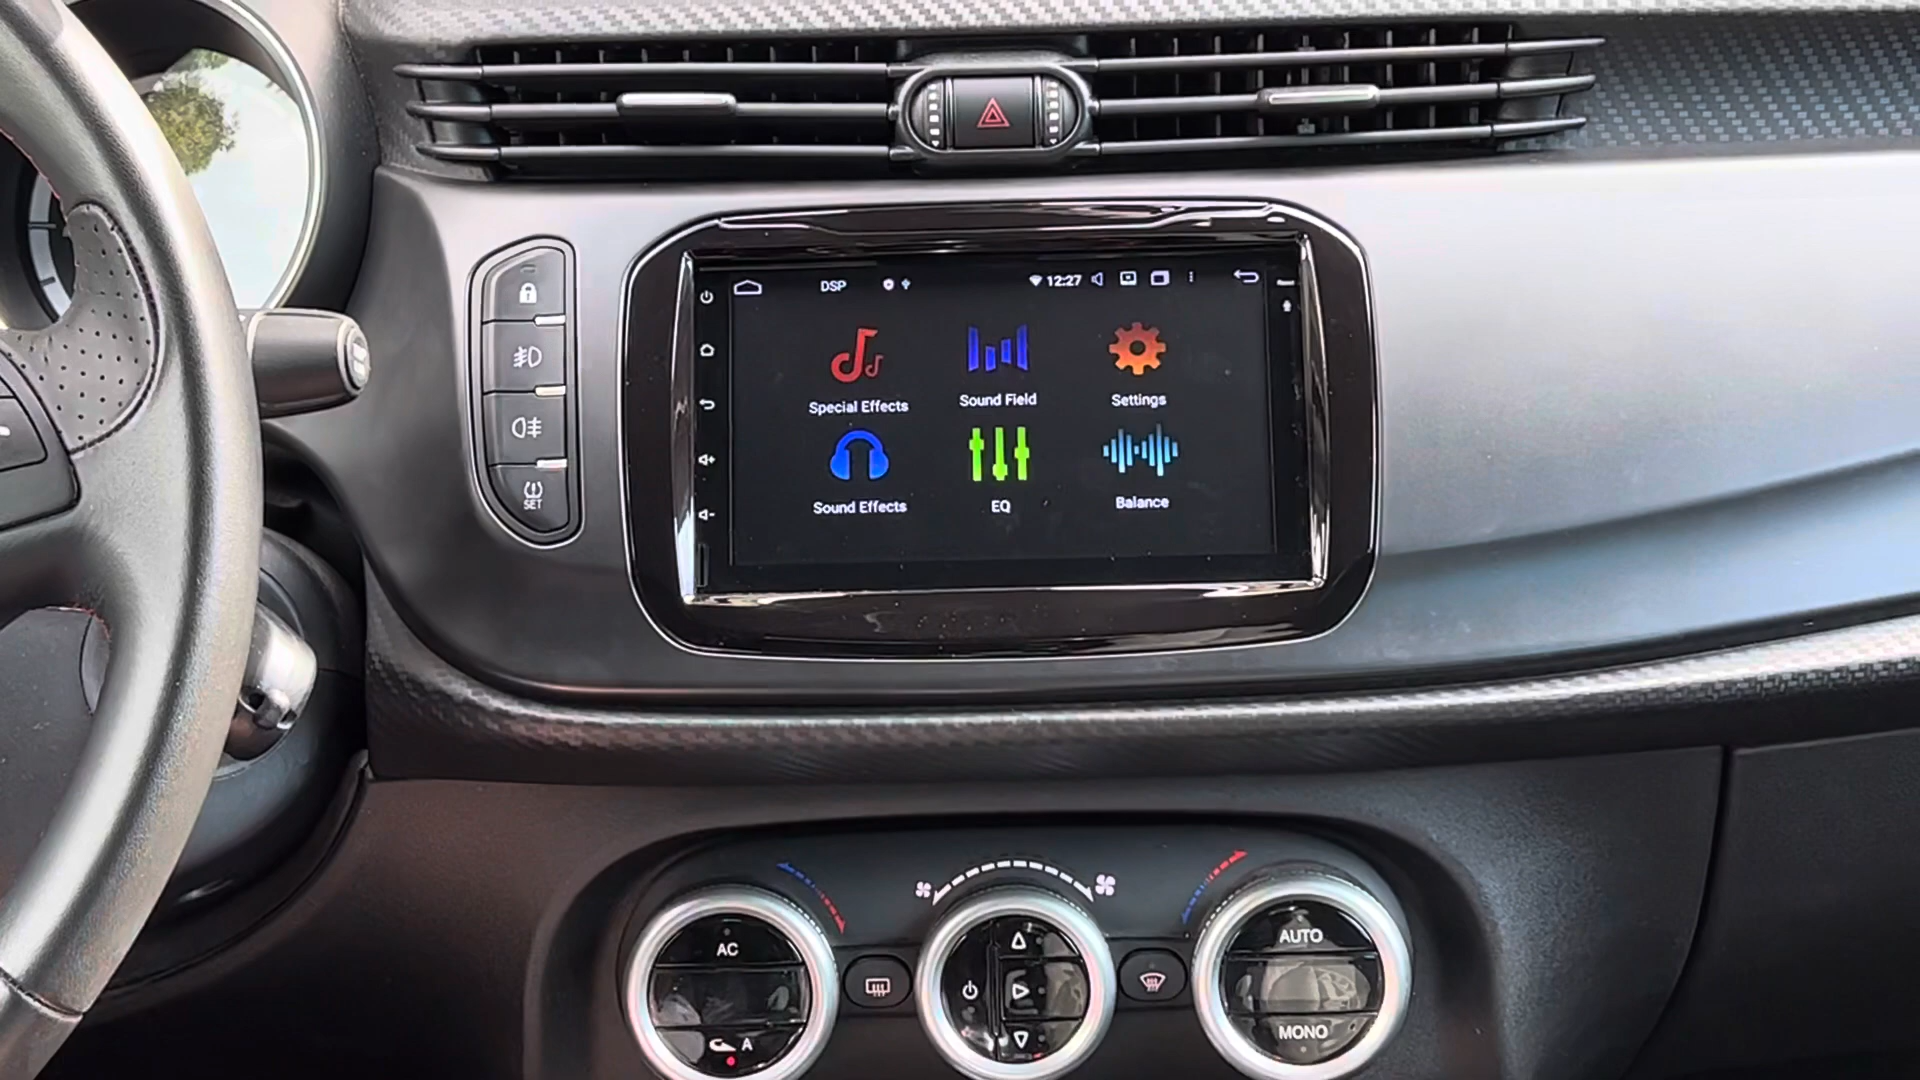 DSP 12:27
Special Effects Sound Field Settings
Sound Effects EQ Balance
SET
AC
A
AUTO
MONO